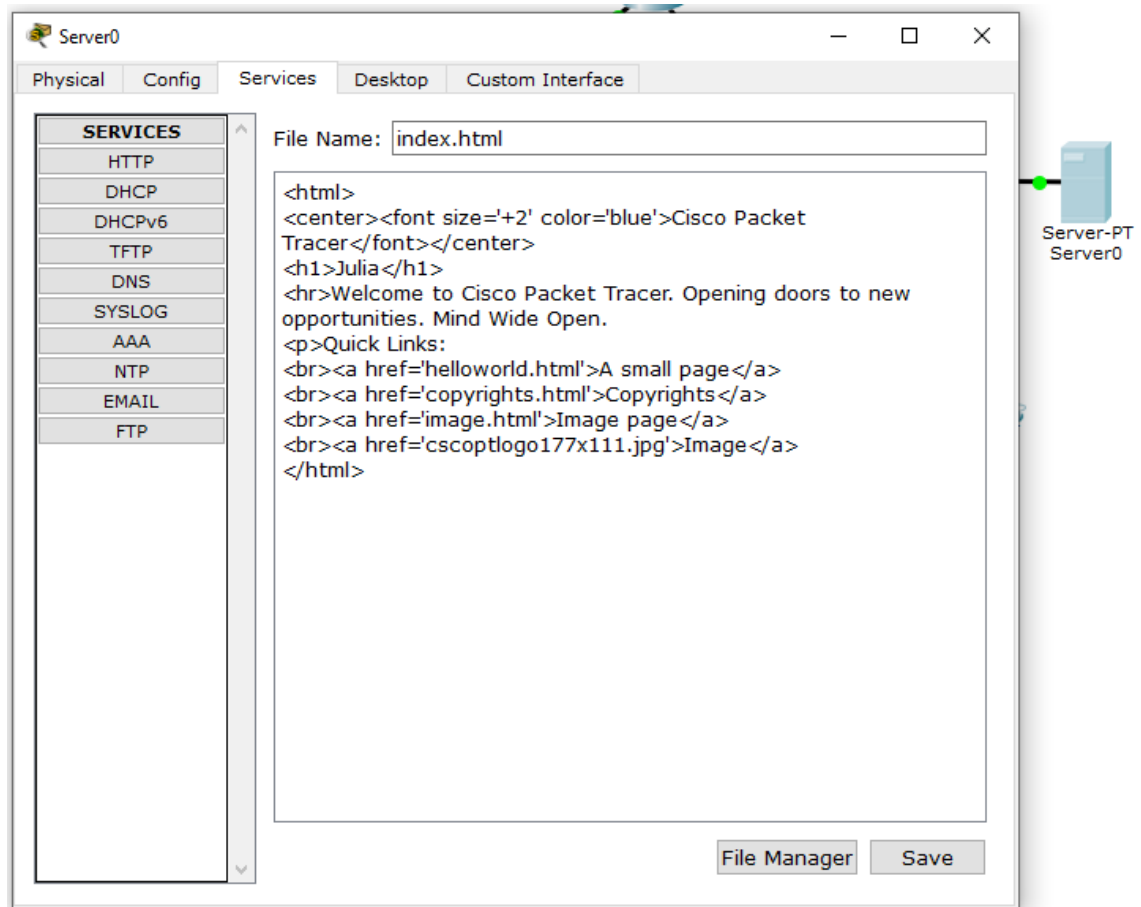 Server0
Physical
Config
Services
Desktop
Custom Interface
SERVICES
HTTP
DHCP
DHCPv6
TFTP
DNS
SYSLOG
AAA
NTP
EMAIL
FTP
File Name: index.html
<html>
<center><font size='+2' color='blue'>Cisco Packet
Tracer</font></center>
<h1>Julia</h1>
<hr>Welcome to Cisco Packet Tracer. Opening doors to new
opportunities. Mind Wide Open.
<p>Quick Links:
<br><a href='helloworld.html'>A small page</a>
<br><a href='copyrights.html'>Copyrights</a>
<br><a href='image.html'>Image page</a>
<br><a href='cscoptlogo177x111.jpg'>Image</a>
</html>
File Manager
Save
Server-PT
Server0